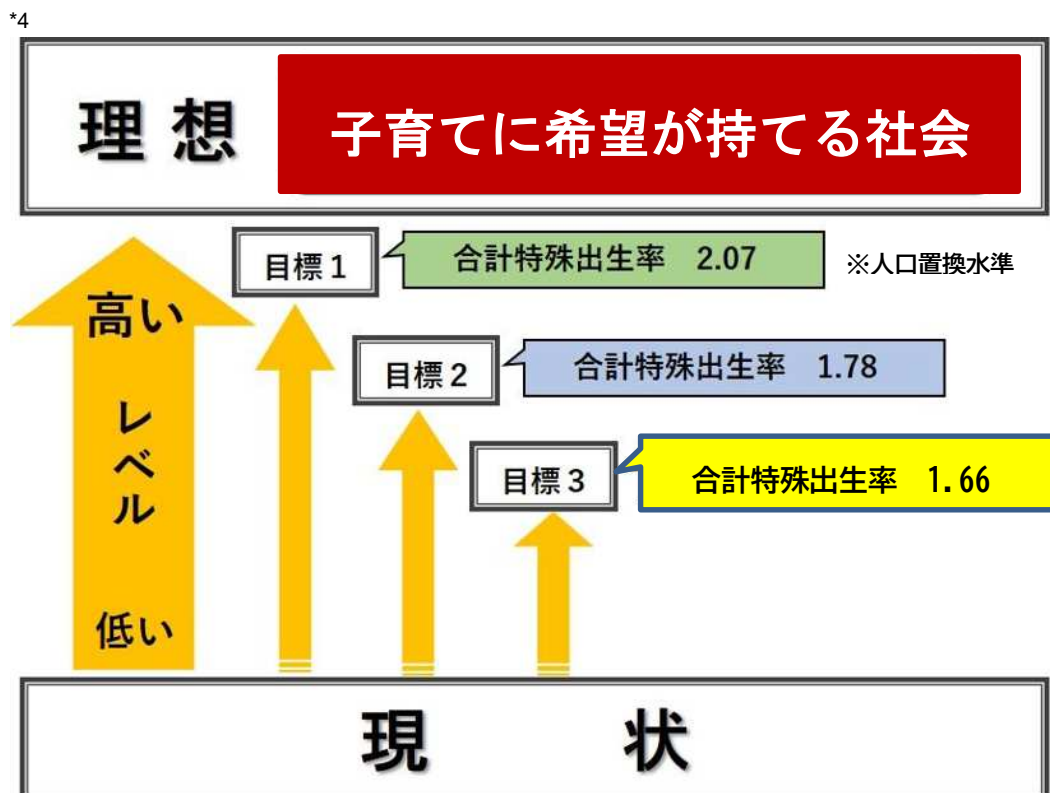 *4
理想 子育てに希望が持てる社会
目標1 合計特殊出生率 2.07 ※人口置換水準
高い
目標2 合計特殊出生率 1.78
レベル
目標3 合計特殊出生率 1.66
低い
現状